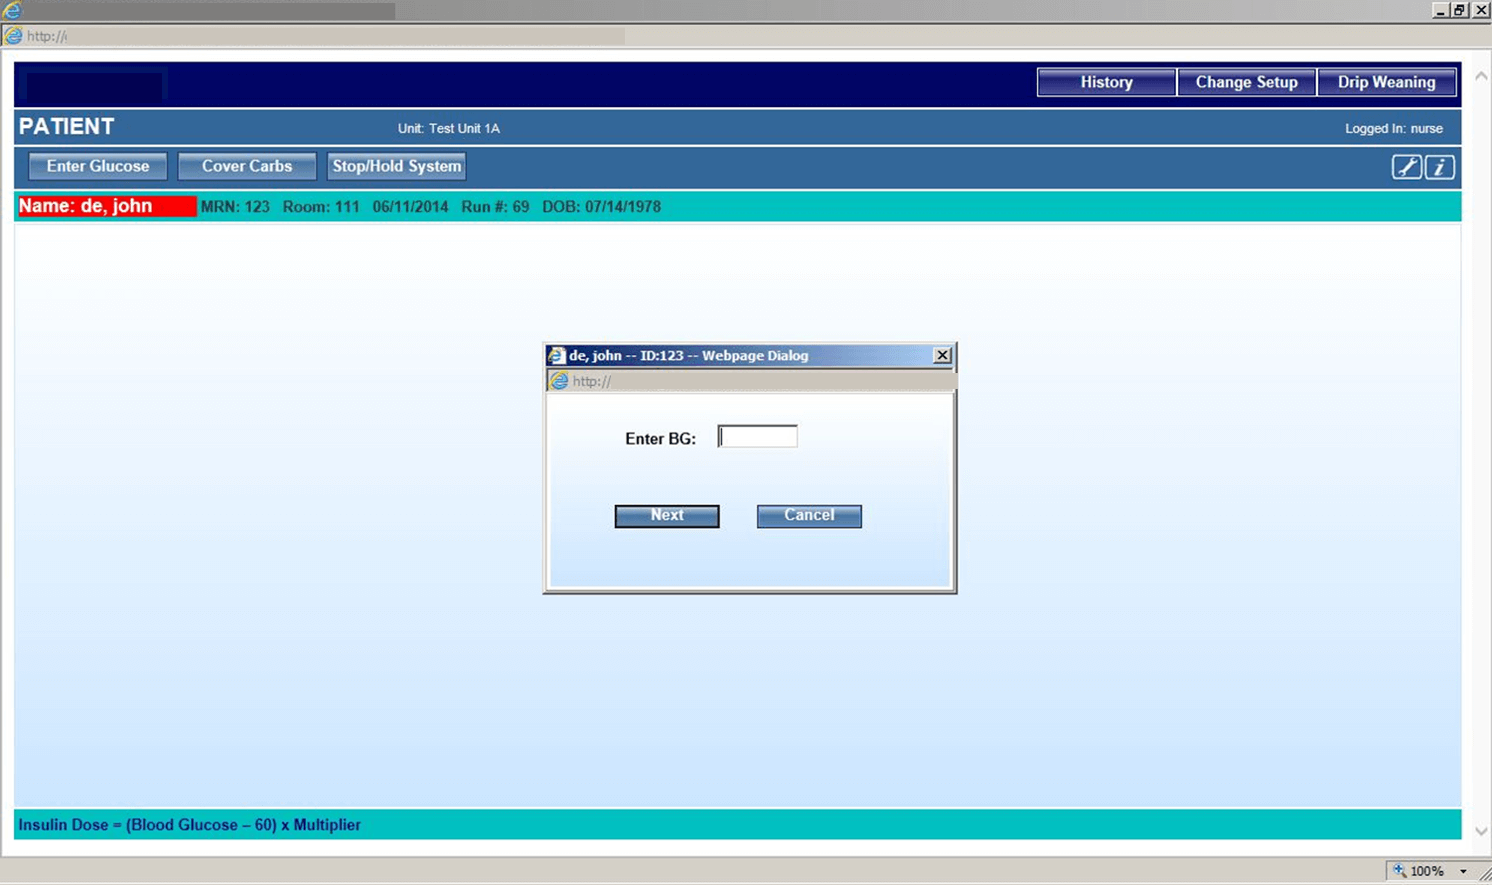 http://
History Change Setup Drip Weaning
PATIENT Unit: Test Unit 1A Logged In: nurse
Enter Glucose Cover Carbs Stop/Hold System i
Name: de, john MRN: 123 Room: 111 06/11/2014 Run #: 69 DOB: 07/14/1978
de, john -- ID:123 -- Webpage Dialog
http://
Enter BG:
Next Cancel
Insulin Dose = (Blood Glucose – 60) x Multiplier
100%